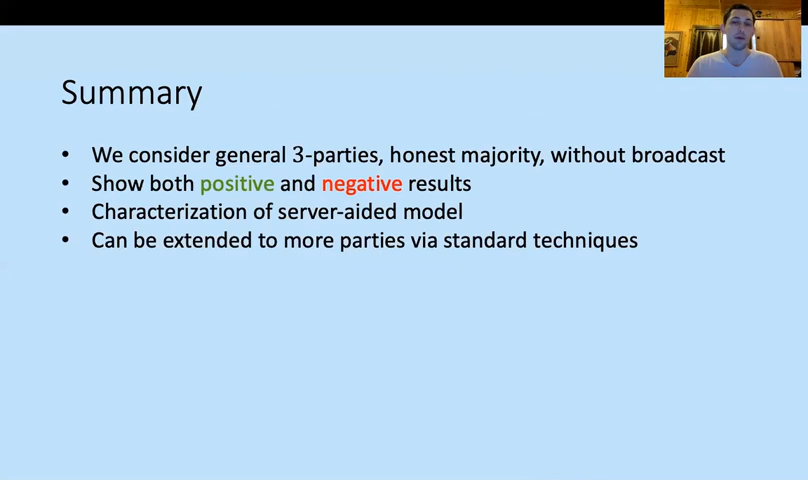 Summary
• We consider general 3-parties, honest majority, without broadcast
• Show both positive and negative results
• Characterization of server-aided model
• Can be extended to more parties via standard techniques